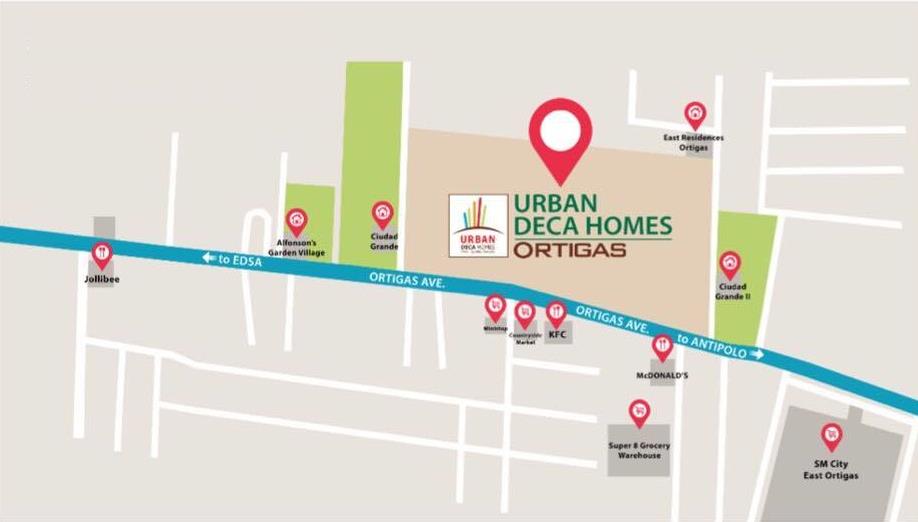 East Residences
Ortigas
URBAN
DECA HOMES
ORTIGAS
URBAN
DECA HOMES
Alfonson's
Garden Village
Ciudad
Grande
to EDSA
Jollibee
ORTIGAS AVE.
Ciudad
Grande II
Ministop
Countryside
Market
KFC
ORTIGAS AVE.
to ANTIPOLO
McDONALD'S
Super 8 Grocery
Warehouse
SM City
East Ortigas